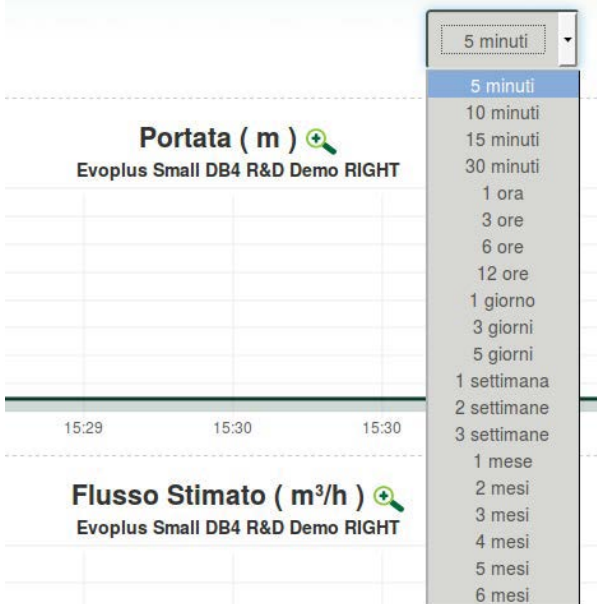 5 minuti
5 minuti
10 minuti
15 minuti
30 minuti
1 ora
3 ore
6 ore
12 ore
1 giorno
3 giorni
5 giorni
1 settimana
2 settimane
3 settimane
1 mese
2 mesi
3 mesi
4 mesi
5 mesi
6 mesi
Portata ( m )
Evoplus Small DB4 R&D Demo RIGHT
15:29 15:30 15:30
Flusso Stimato ( m³/h )
Evoplus Small DB4 R&D Demo RIGHT